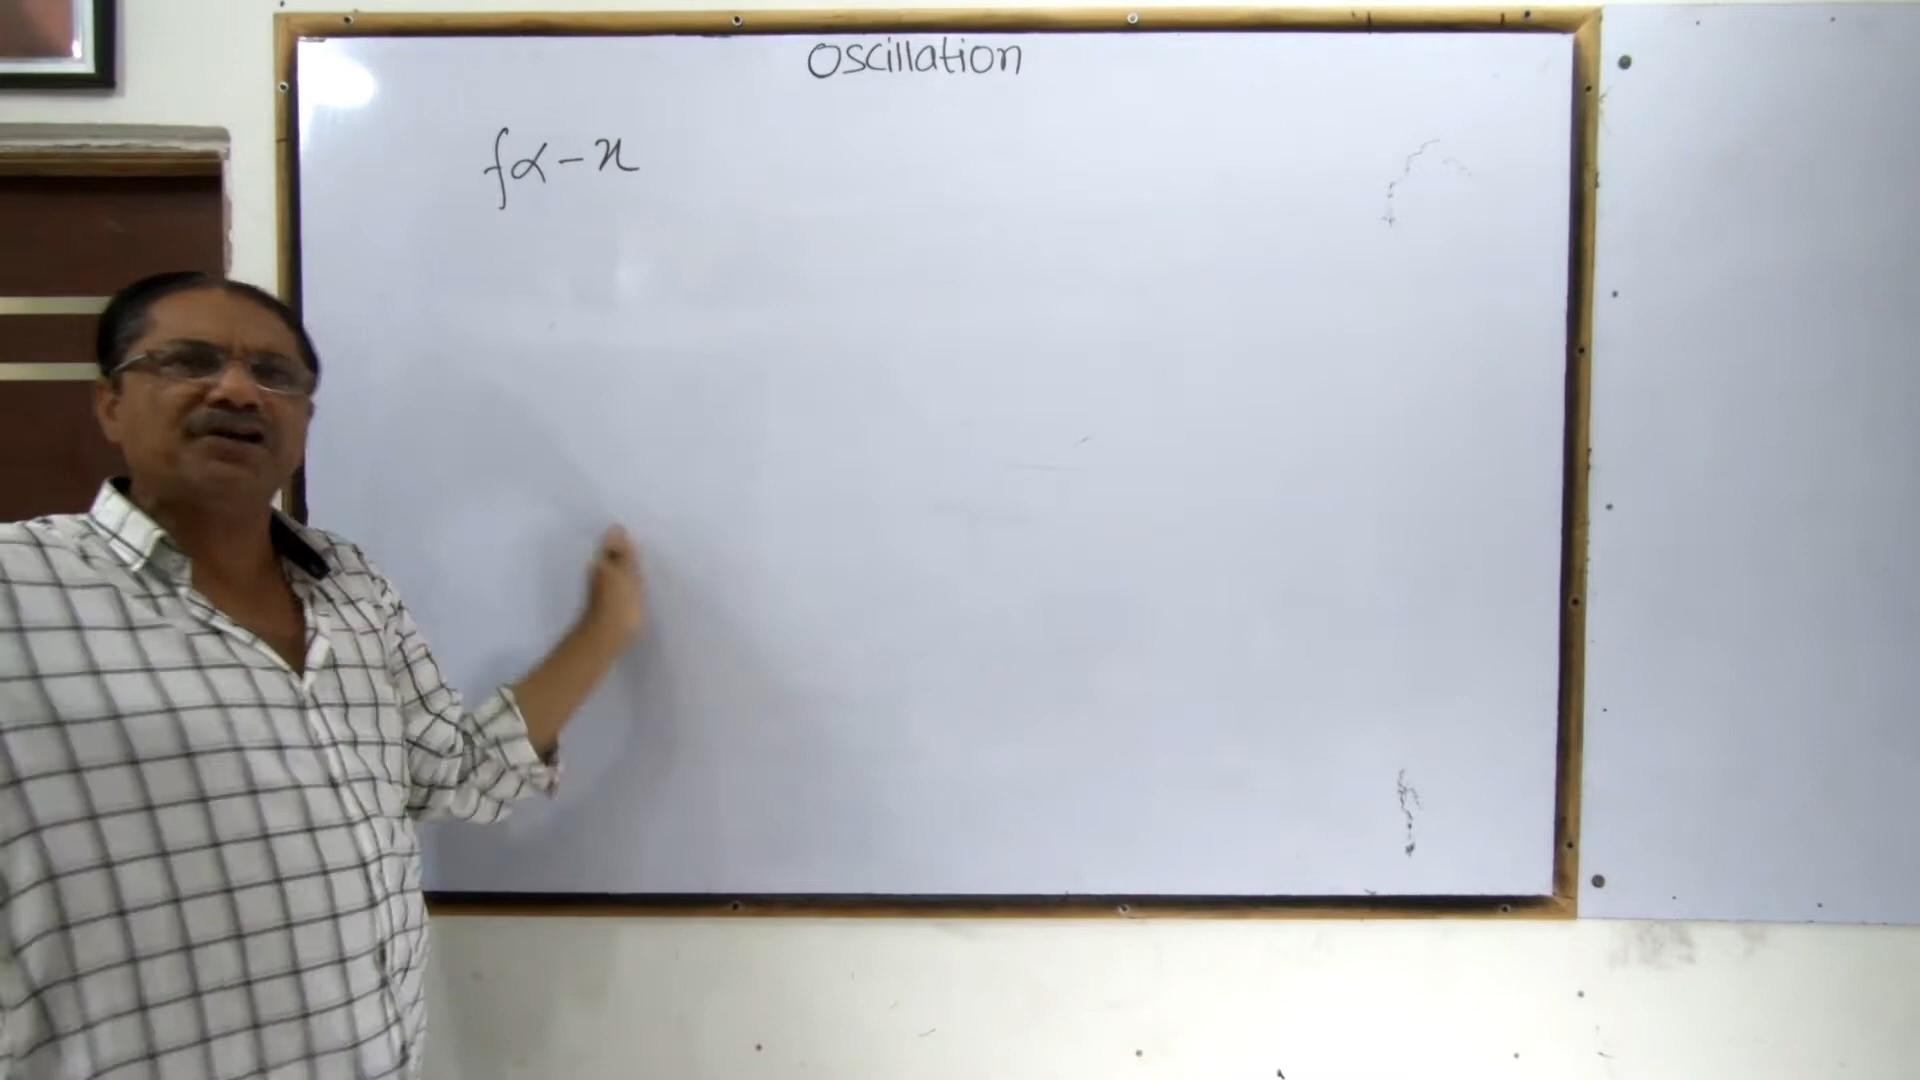 Oscillation
f ∝ - x